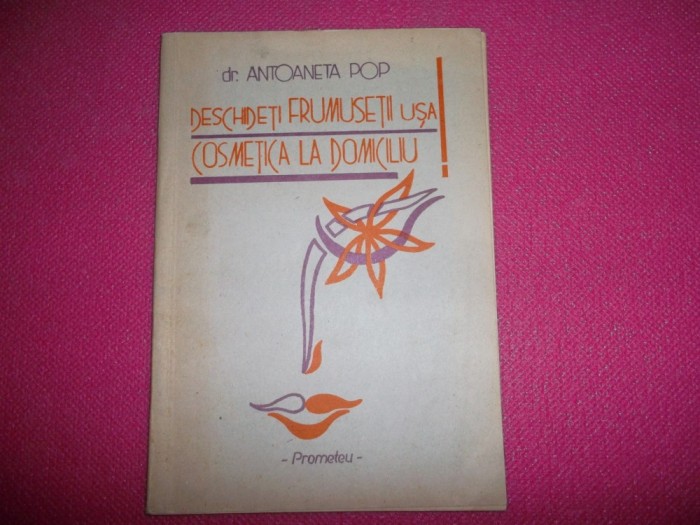 dr. ANTOANETA POP
DESCHIDEȚI FRUMUSEȚII UȘA!
COSMETICA LA DOMICILIU
- Prometeu -